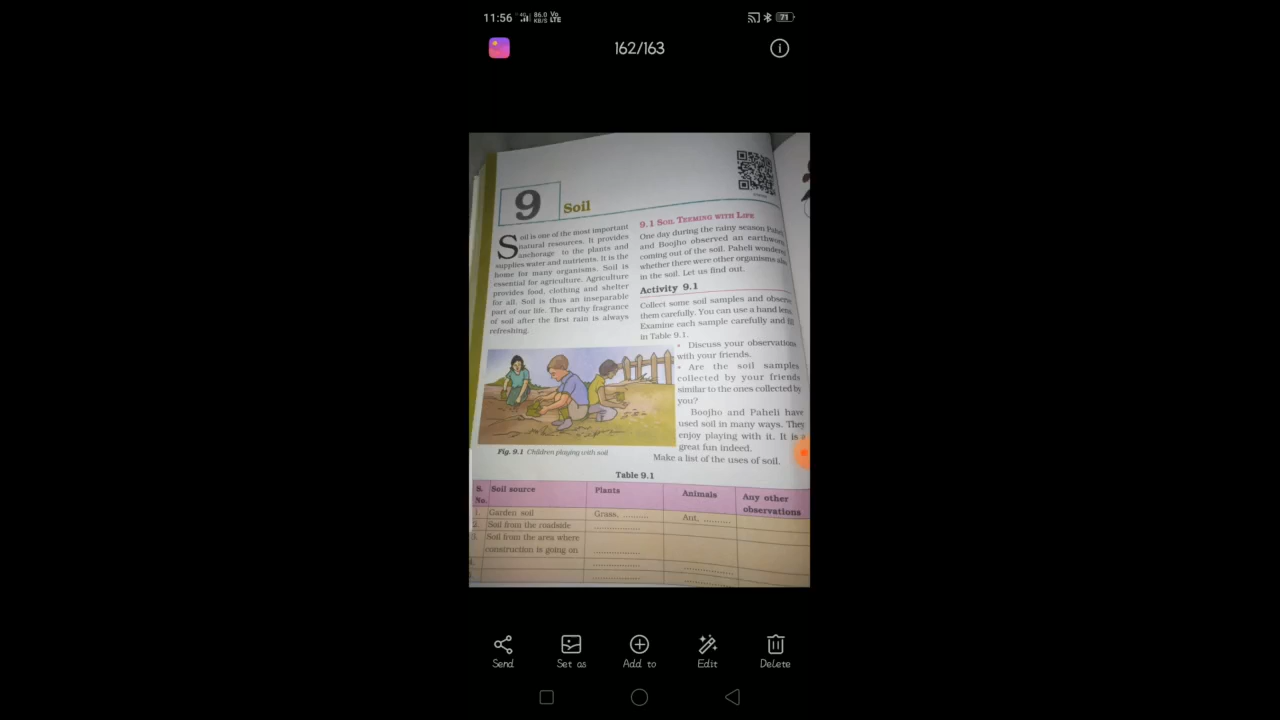 11:56 4G 86.0 KB/S Vo LTE 71
162/163
9 Soil
Soil is one of the most important
natural resources. It provides
anchorage to the plants and
supplies water and nutrients. It is the
home for many organisms. Soil is
essential for agriculture. Agriculture
provides food, clothing and shelter
for all. Soil is thus an inseparable
part of our life. The earthy fragrance
of soil after the first rain is always
refreshing.
9.1 SOIL TEEMING WITH LIFE
One day during the rainy season Pahe
and Boojho observed an earthworm
coming out of the soil. Paheli wondered
whether there were other organisms als
in the soil. Let us find out.
Activity 9.1
Collect some soil samples and observe
them carefully. You can use a hand lens.
Examine each sample carefully and fill
in Table 9.1.
• Discuss your observations
with your friends.
• Are the soil samples
collected by your friends
similar to the ones collected by
you?
Boojho and Paheli have
used soil in many ways. They
enjoy playing with it. It is a
great fun indeed.
Make a list of the uses of soil.
Fig. 9.1 Children playing with soil
Table 9.1
S. No. Soil source Plants Animals Any other observations
1. Garden soil Grass, ......... Ant, .........
2. Soil from the roadside ...............
3. Soil from the area where
construction is going on ...............
Send Set as Add to Edit Delete